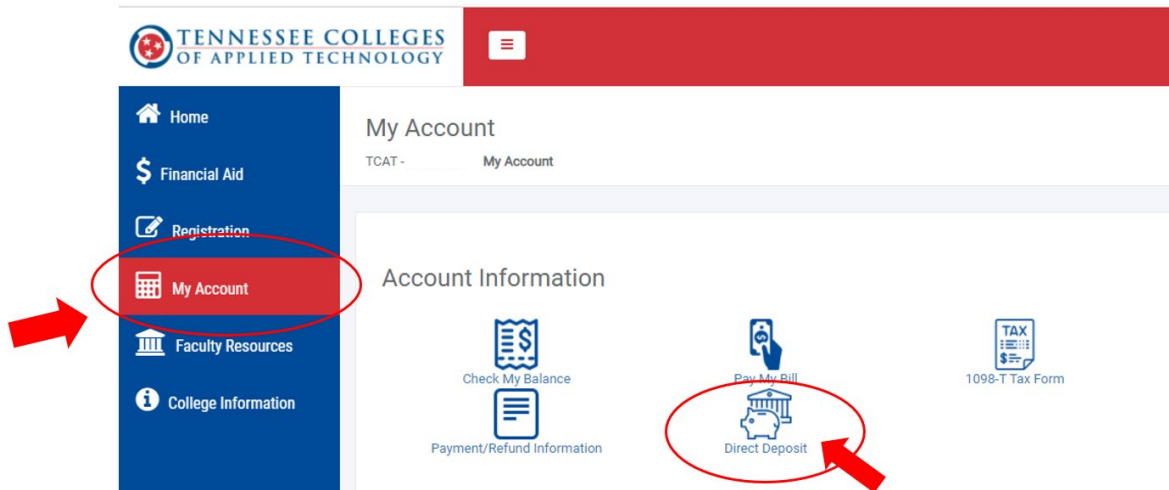 TENNESSEE COLLEGES
OF APPLIED TECHNOLOGY
Home
Financial Aid
Registration
My Account
Faculty Resources
College Information
My Account
TCAT - My Account
Account Information
Check My Balance
Pay My Bill
TAX
$
1098-T Tax Form
Payment/Refund Information
Direct Deposit